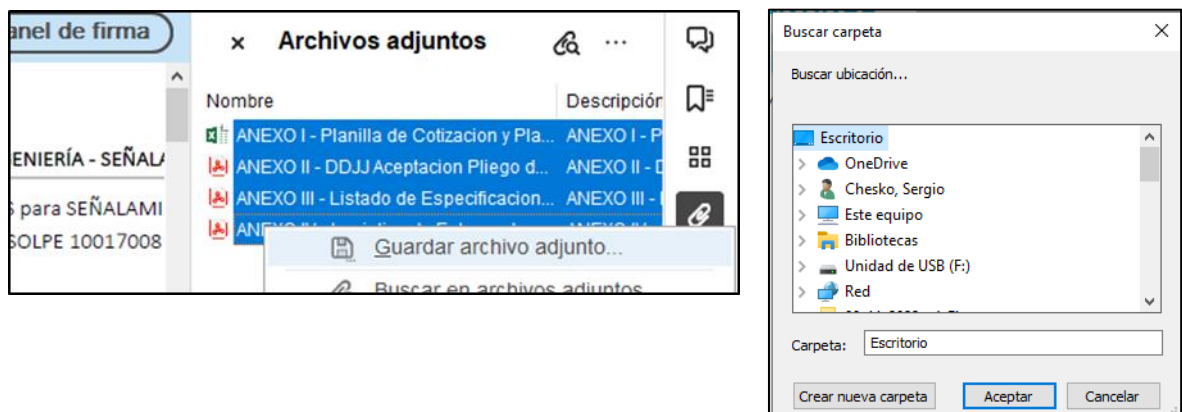 anel de firma
ENIERÍA - SEÑALA
para SEÑALAMI
SOLPE 10017008
Archivos adjuntos
Nombre Descripción
ANEXO I - Planilla de Cotizacion y Pla... ANEXO I - P
ANEXO II - DDJJ Aceptacion Pliego d... ANEXO II - D
ANEXO III - Listado de Especificacion... ANEXO III - 
Guardar archivo adjunto...
Buscar en archivos adjuntos
Buscar carpeta
Buscar ubicación...
Escritorio
OneDrive
Chesko, Sergio
Este equipo
Bibliotecas
Unidad de USB (F:)
Red
Carpeta: Escritorio
Crear nueva carpeta Aceptar Cancelar